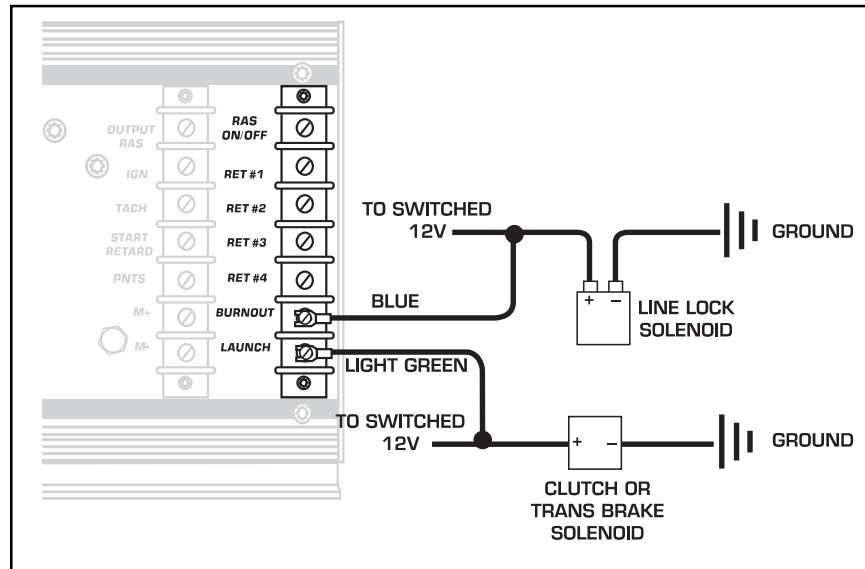 OUTPUT
RAS
IGN
TACH
START
RETARD
PNTS
M+
M-
RAS
ON/OFF
RET #1
RET #2
RET #3
RET #4
BURNOUT
LAUNCH
TO SWITCHED
12V
BLUE
+ −
LINE LOCK
SOLENOID
GROUND
LIGHT GREEN
TO SWITCHED
12V
+ −
CLUTCH OR
TRANS BRAKE
SOLENOID
GROUND